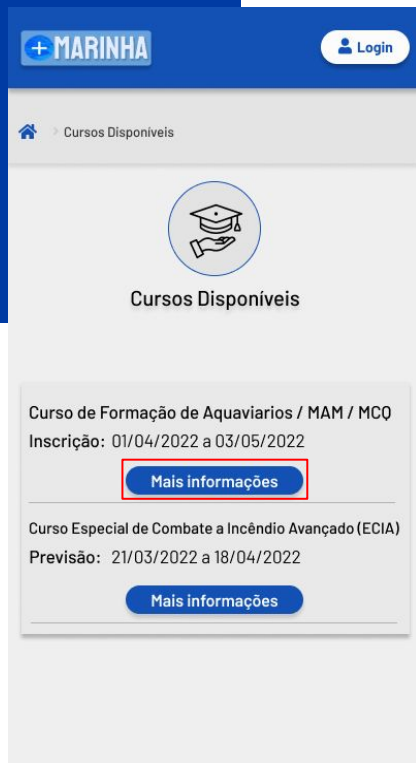 +MARINHA
Login
> Cursos Disponíveis
Cursos Disponíveis
Curso de Formação de Aquaviarios / MAM / MCQ
Inscrição: 01/04/2022 a 03/05/2022
Mais informações
Curso Especial de Combate a Incêndio Avançado (ECIA)
Previsão: 21/03/2022 a 18/04/2022
Mais informações